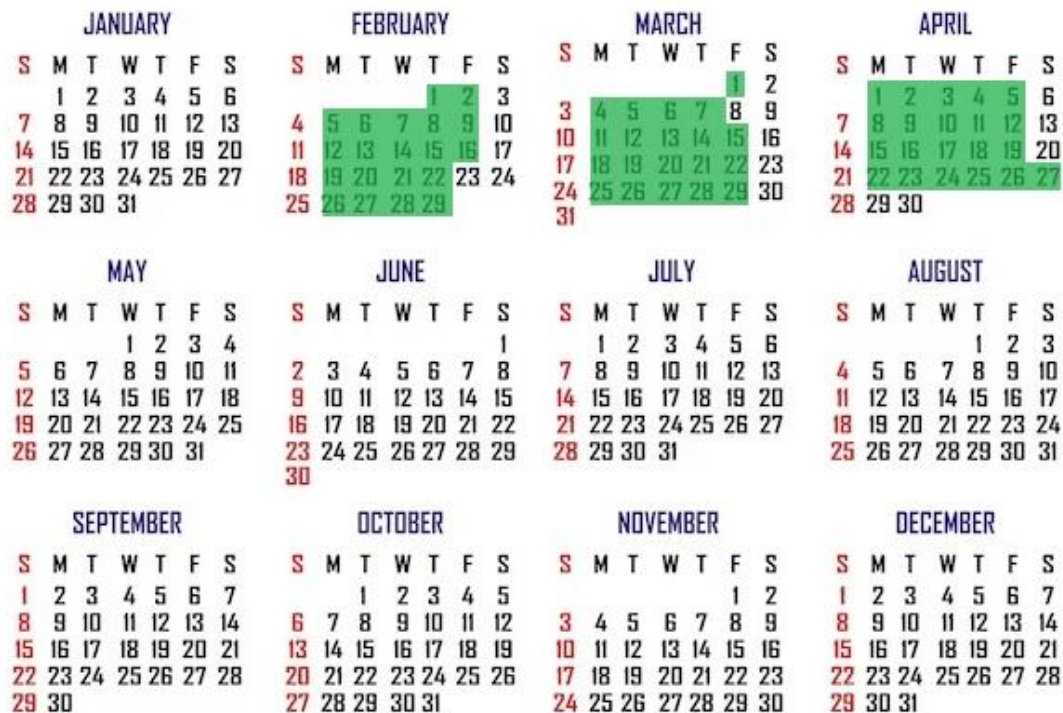 JANUARY FEBRUARY MARCH APRIL
S M T W T F S S M T W T F S S M T W T F S S M T W T F S
1 2 3 4 5 6 1 2 3 1 2 1 2 3 4 5 6
7 8 9 10 11 12 13 4 5 6 7 8 9 10 3 4 5 6 7 8 9 7 8 9 10 11 12 13
14 15 16 17 18 19 20 11 12 13 14 15 16 17 10 11 12 13 14 15 16 14 15 16 17 18 19 20
21 22 23 24 25 26 27 18 19 20 21 22 23 24 17 18 19 20 21 22 23 21 22 23 24 25 26 27
28 29 30 31 25 26 27 28 29 24 25 26 27 28 29 30 28 29 30
31
MAY JUNE JULY AUGUST
S M T W T F S S M T W T F S S M T W T F S S M T W T F S
1 2 3 4 1 1 2 3 4 5 6 1 2 3
5 6 7 8 9 10 11 2 3 4 5 6 7 8 7 8 9 10 11 12 13 4 5 6 7 8 9 10
12 13 14 15 16 17 18 9 10 11 12 13 14 15 14 15 16 17 18 19 20 11 12 13 14 15 16 17
19 20 21 22 23 24 25 16 17 18 19 20 21 22 21 22 23 24 25 26 27 18 19 20 21 22 23 24
26 27 28 29 30 31 23 24 25 26 27 28 29 28 29 30 31 25 26 27 28 29 30 31
30
SEPTEMBER OCTOBER NOVEMBER DECEMBER
S M T W T F S S M T W T F S S M T W T F S S M T W T F S
1 2 3 4 5 6 7 1 2 3 4 5 1 2 1 2 3 4 5 6 7
8 9 10 11 12 13 14 6 7 8 9 10 11 12 3 4 5 6 7 8 9 8 9 10 11 12 13 14
15 16 17 18 19 20 21 13 14 15 16 17 18 19 10 11 12 13 14 15 16 15 16 17 18 19 20 21
22 23 24 25 26 27 28 20 21 22 23 24 25 26 17 18 19 20 21 22 23 22 23 24 25 26 27 28
29 30 27 28 29 30 31 24 25 26 27 28 29 30 29 30 31